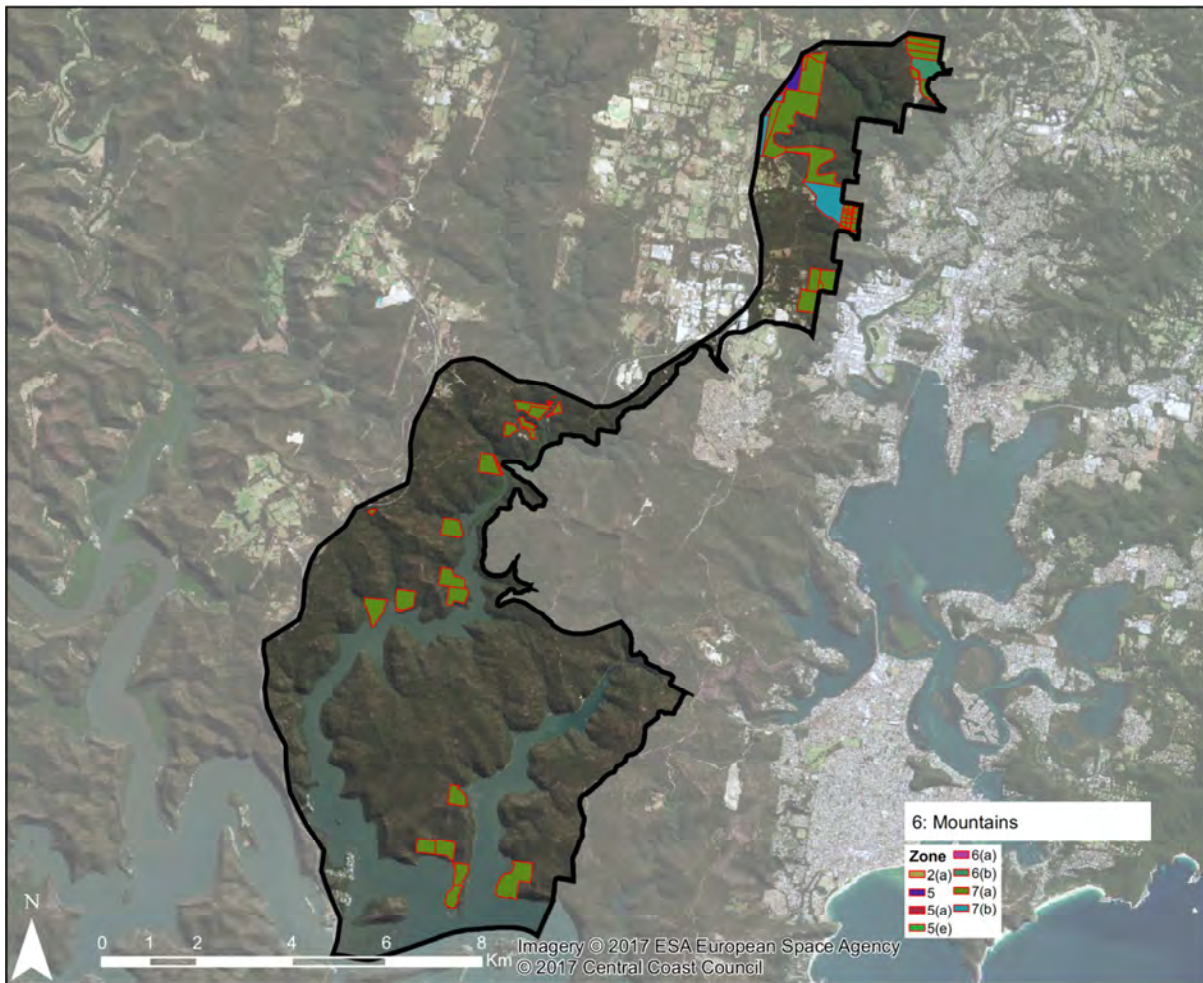 6: Mountains
Zone
2(a)
5
5(a)
5(e)
6(a)
6(b)
7(a)
7(b)
N
0 1 2 4 6 8
Km
Imagery © 2017 ESA European Space Agency
© 2017 Central Coast Council